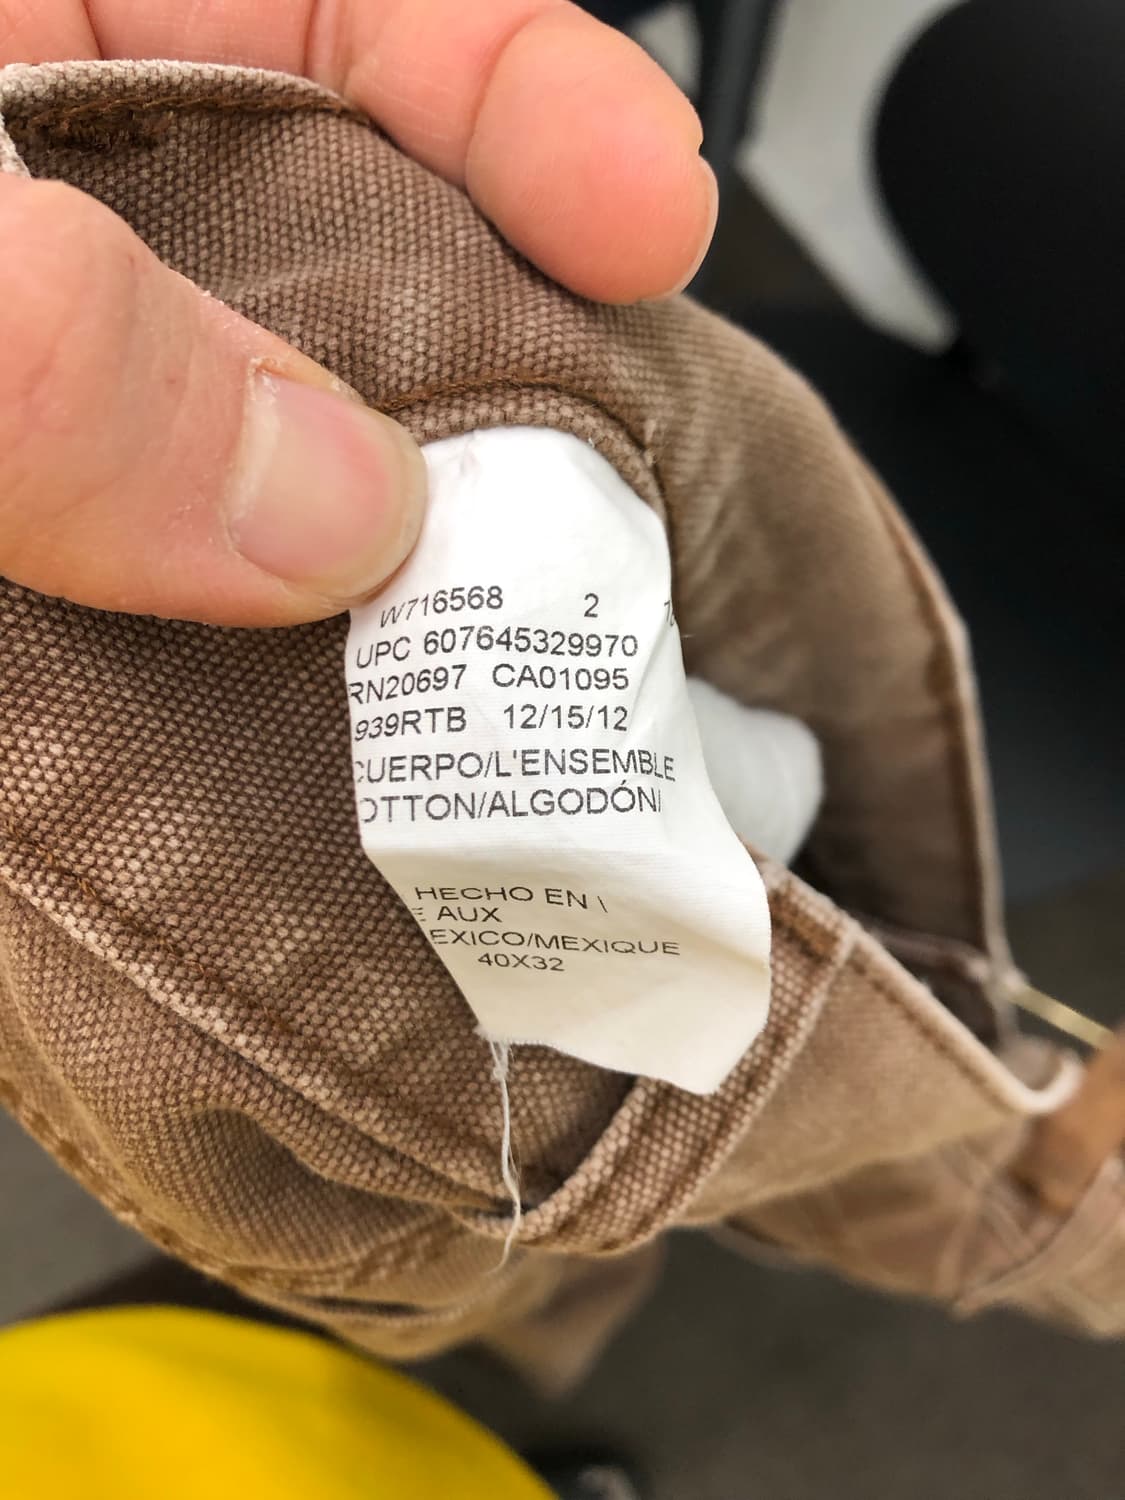 W716568 2
UPC 607645329970
RN20697 CA01095
939RTB 12/15/12
CUERPO/L'ENSEMBLE
OTTON/ALGODÓN/
HECHO EN
E AUX
EXICO/MEXIQUE
40X32